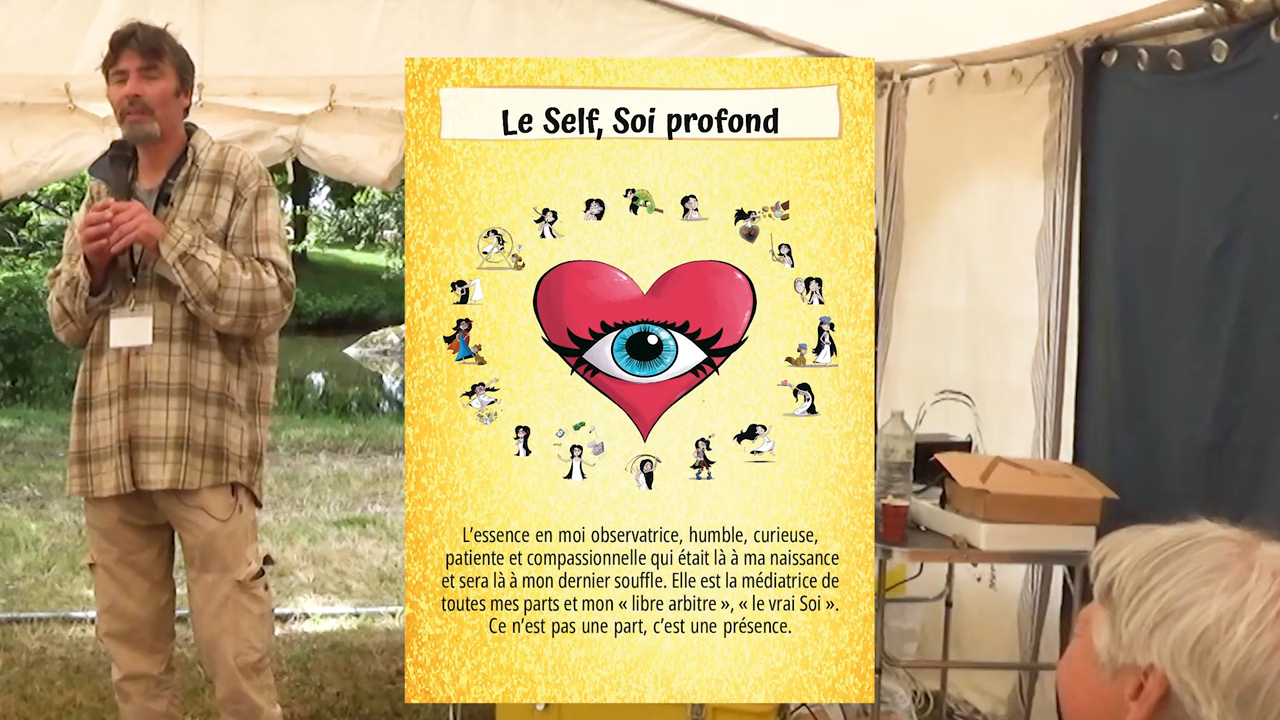 Le Self, Soi profond
L’essence en moi observatrice, humble, curieuse,
patiente et compassionnelle qui était là à ma naissance
et sera là à mon dernier souffle. Elle est la médiatrice de
toutes mes parts et mon « libre arbitre », « le vrai Soi ».
Ce n’est pas une part, c’est une présence.